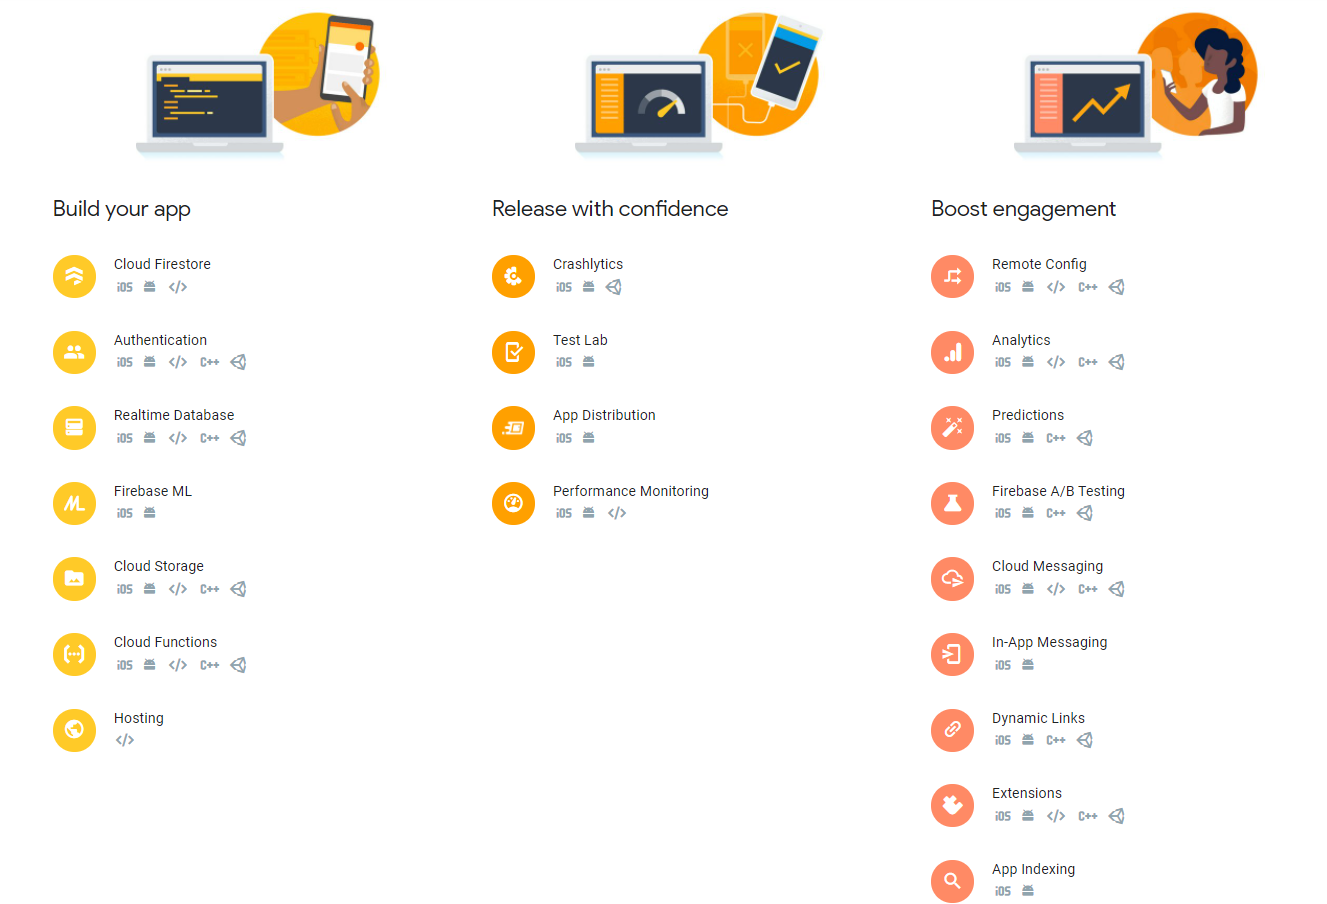 Build your app
Cloud Firestore
iOS </>
Authentication
iOS </> C++
Realtime Database
iOS </> C++
Firebase ML
iOS
Cloud Storage
iOS </> C++
Cloud Functions
iOS </> C++
Hosting
</>
Release with confidence
Crashlytics
iOS
Test Lab
iOS
App Distribution
iOS
Performance Monitoring
iOS </>
Boost engagement
Remote Config
iOS </> C++
Analytics
iOS </> C++
Predictions
iOS C++
Firebase A/B Testing
iOS C++
Cloud Messaging
iOS </> C++
In-App Messaging
iOS
Dynamic Links
iOS C++
Extensions
iOS </> C++
App Indexing
iOS